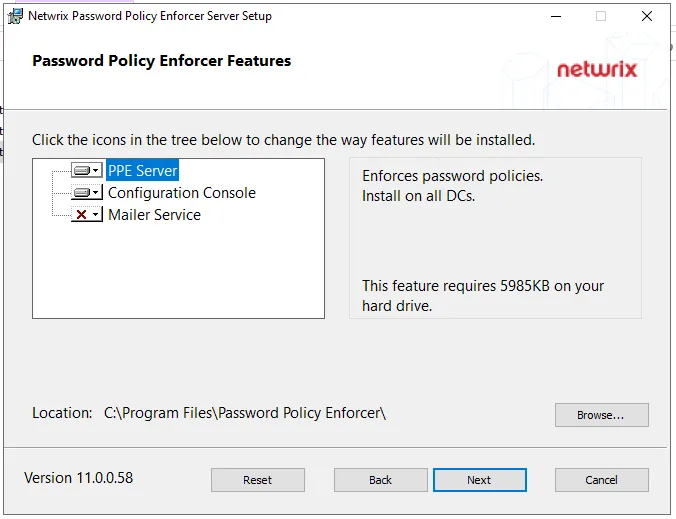 Netwrix Password Policy Enforcer Server Setup
Password Policy Enforcer Features
netwrix
Click the icons in the tree below to change the way features will be installed.
PPE Server
Configuration Console
Mailer Service
Enforces password policies.
Install on all DCs.
This feature requires 5985KB on your
hard drive.
Location: C:\Program Files\Password Policy Enforcer\
Browse...
Version 11.0.0.58
Reset
Back
Next
Cancel